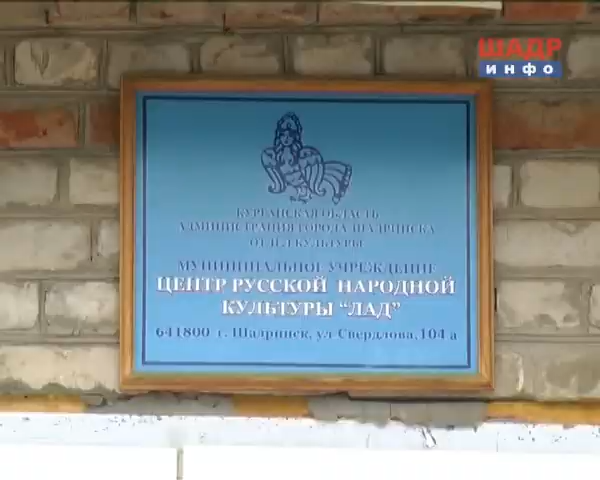 ШАДР
ИНФО
КУРГАНСКАЯ ОБЛАСТЬ
АДМИНИСТРАЦИЯ ГОРОДА ШАДРИНСКА
ОТДЕЛ КУЛЬТУРЫ
МУНИЦИПАЛЬНОЕ УЧРЕЖДЕНИЕ
ЦЕНТР РУССКОЙ НАРОДНОЙ
КУЛЬТУРЫ "ЛАД"
641800 г. Шадринск, ул Свердлова, 104 а